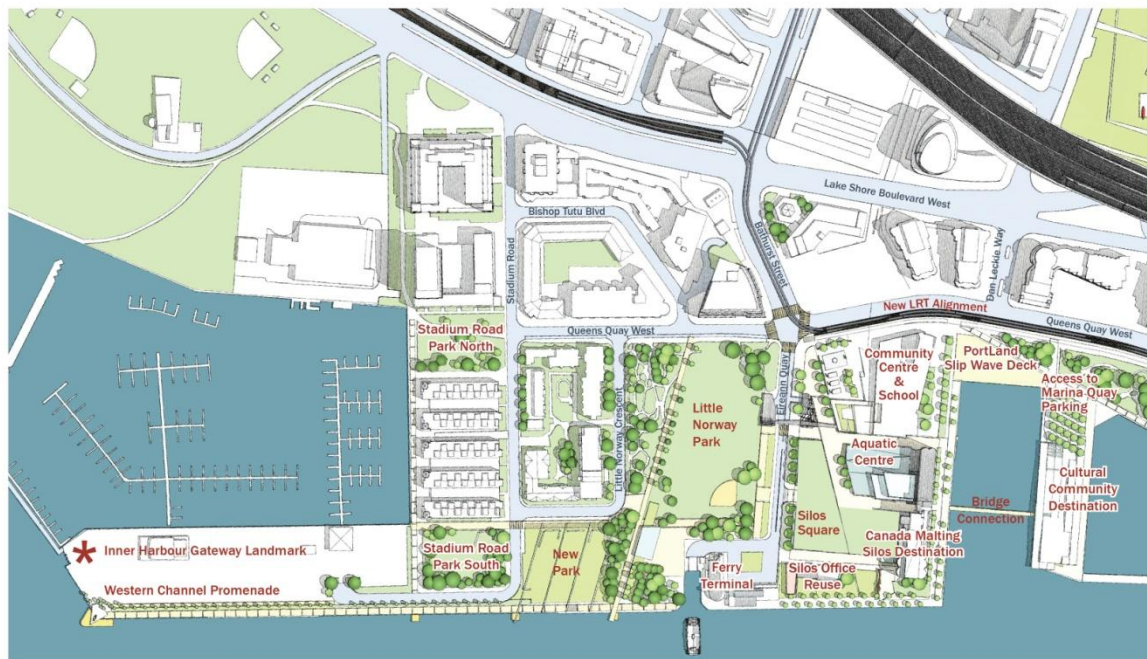 Lake Shore Boulevard West
Bishop Tutu Blvd
Stadium Road
Bathurst Street
Dan Leckie Way
New LRT Alignment
Queens Quay West
Queens Quay West
Stadium Road
Park North
Community
Centre
&
School
PortLand
Slip Wave Deck
Access to
Marina Quay
Parking
Eireann Quay
Little Norway Crescent
Little
Norway
Park
Aquatic
Centre
Cultural
Community
Destination
Bridge
Connection
Silos
Square
Canada Malting
Silos Destination
* Inner Harbour Gateway Landmark
Stadium Road
Park South
New
Park
Ferry
Terminal
Silos Office
Reuse
Western Channel Promenade